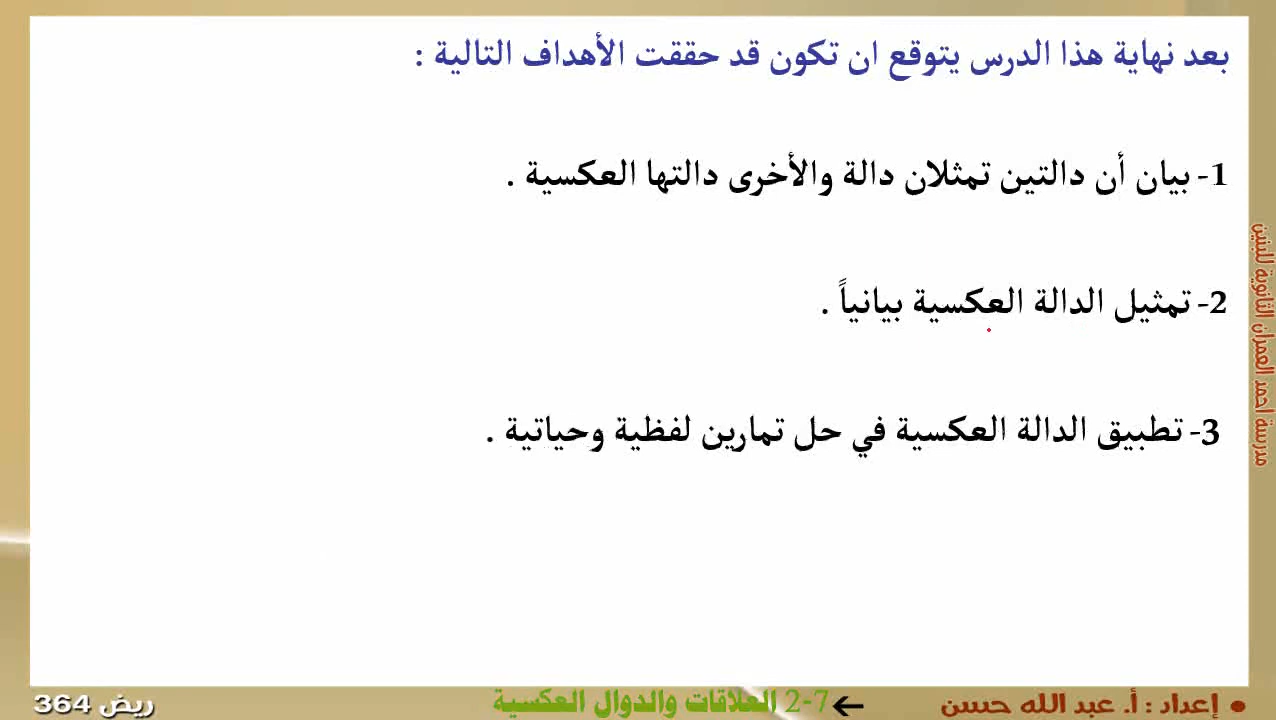 بعد نهاية هذا الدرس يتوقع ان تكون قد حققت الأهداف التالية :
1- بيان أن دالتين تمثلان دالة والأخرى دالتها العكسية .
2- تمثيل الدالة العكسية بيانياً .
3- تطبيق الدالة العكسية في حل تمارين لفظية وحياتية .
مدرسة احمد العمران الثانوية للبنين
• إعداد : أ. عبد الله حسن ← 2-7 العلاقات والدوال العكسية ريض 364